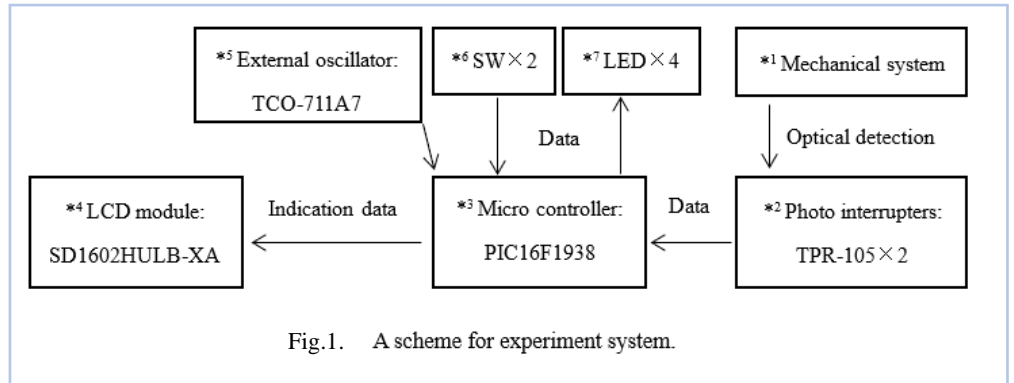 *5 External oscillator:
TCO-711A7
*6 SW×2
*7 LED×4
*1 Mechanical system
Data
Optical detection
*4 LCD module:
SD1602HULB-XA
Indication data
*3 Micro controller:
PIC16F1938
Data
*2 Photo interrupters:
TPR-105×2
Fig.1. A scheme for experiment system.